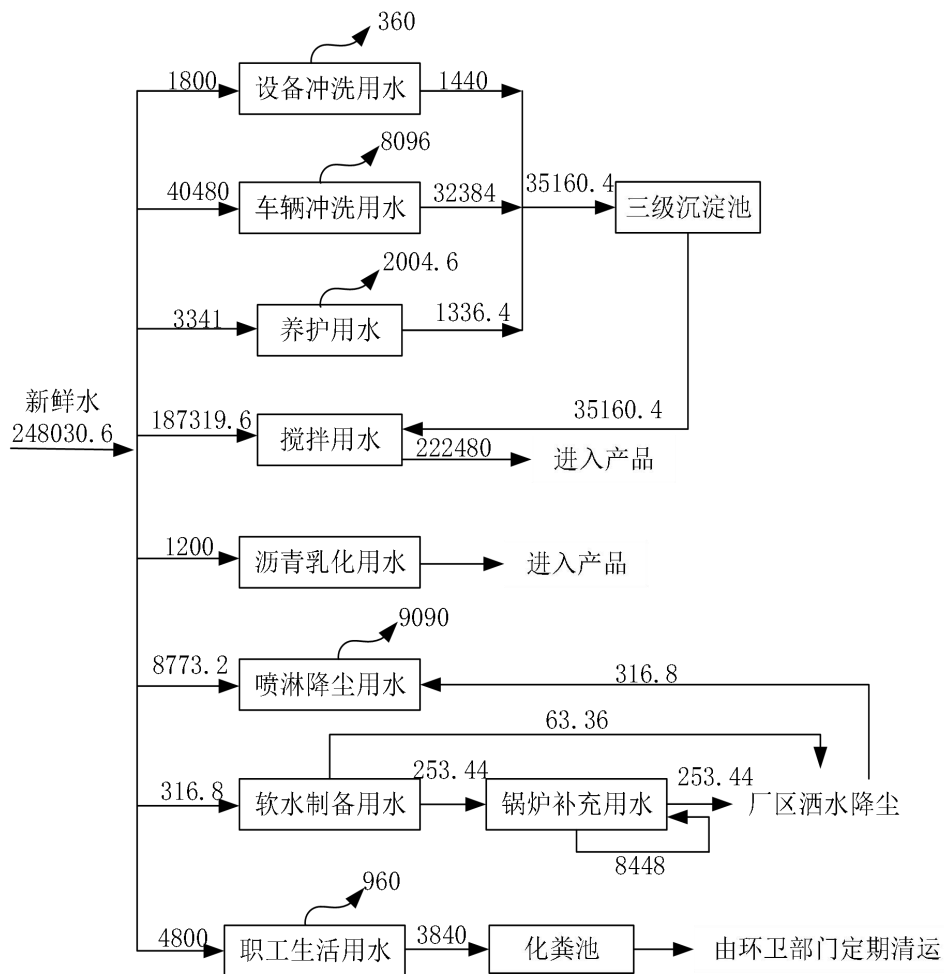 360
1800
设备冲洗用水
1440
8096
40480
车辆冲洗用水
32384
35160.4
三级沉淀池
2004.6
3341
养护用水
1336.4
新鲜水
248030.6
187319.6
搅拌用水
35160.4
222480
进入产品
1200
沥青乳化用水
进入产品
9090
8773.2
喷淋降尘用水
316.8
63.36
316.8
软水制备用水
253.44
锅炉补充用水
253.44
厂区洒水降尘
8448
960
4800
职工生活用水
3840
化粪池
由环卫部门定期清运